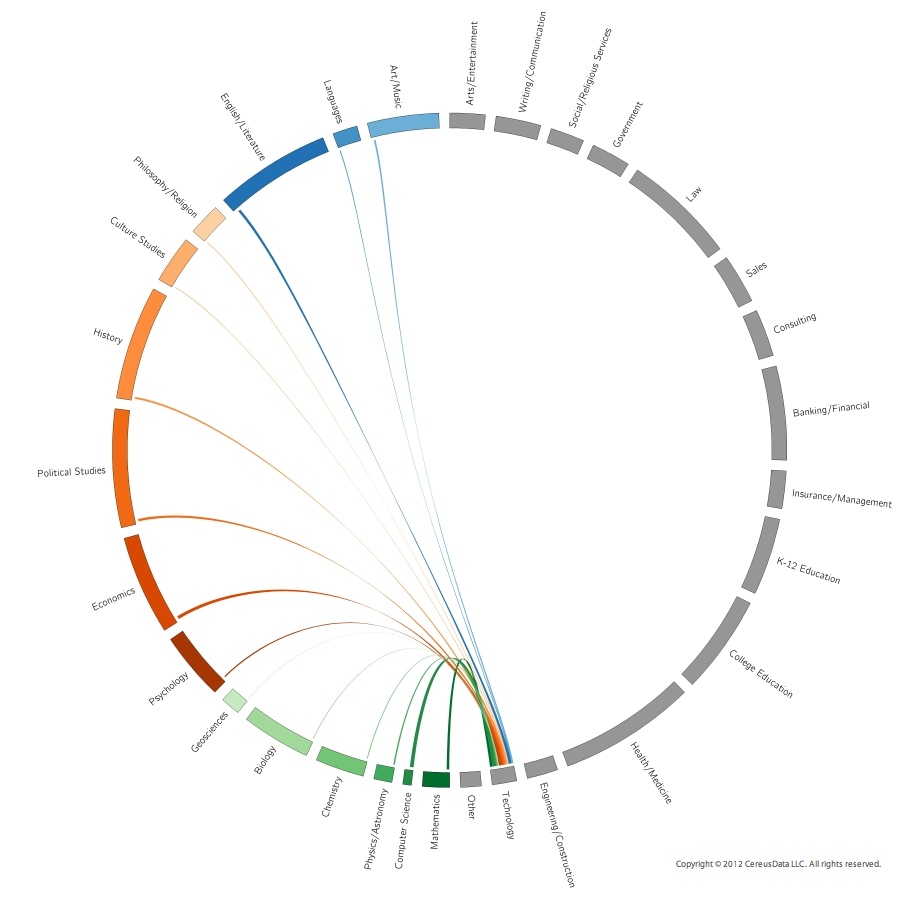 Arts/Entertainment
Writing/Communication
Social/Religious Services
Government
Law
Sales
Consulting
Banking/Financial
Insurance/Management
K-12 Education
College Education
Health/Medicine
Engineering/Construction
Technology
Other
Mathematics
Computer Science
Physics/Astronomy
Chemistry
Biology
Geosciences
Psychology
Economics
Political Studies
History
Culture Studies
Philosophy/Religion
English/Literature
Languages
Art/Music
Copyright © 2012 CereusData LLC. All rights reserved.